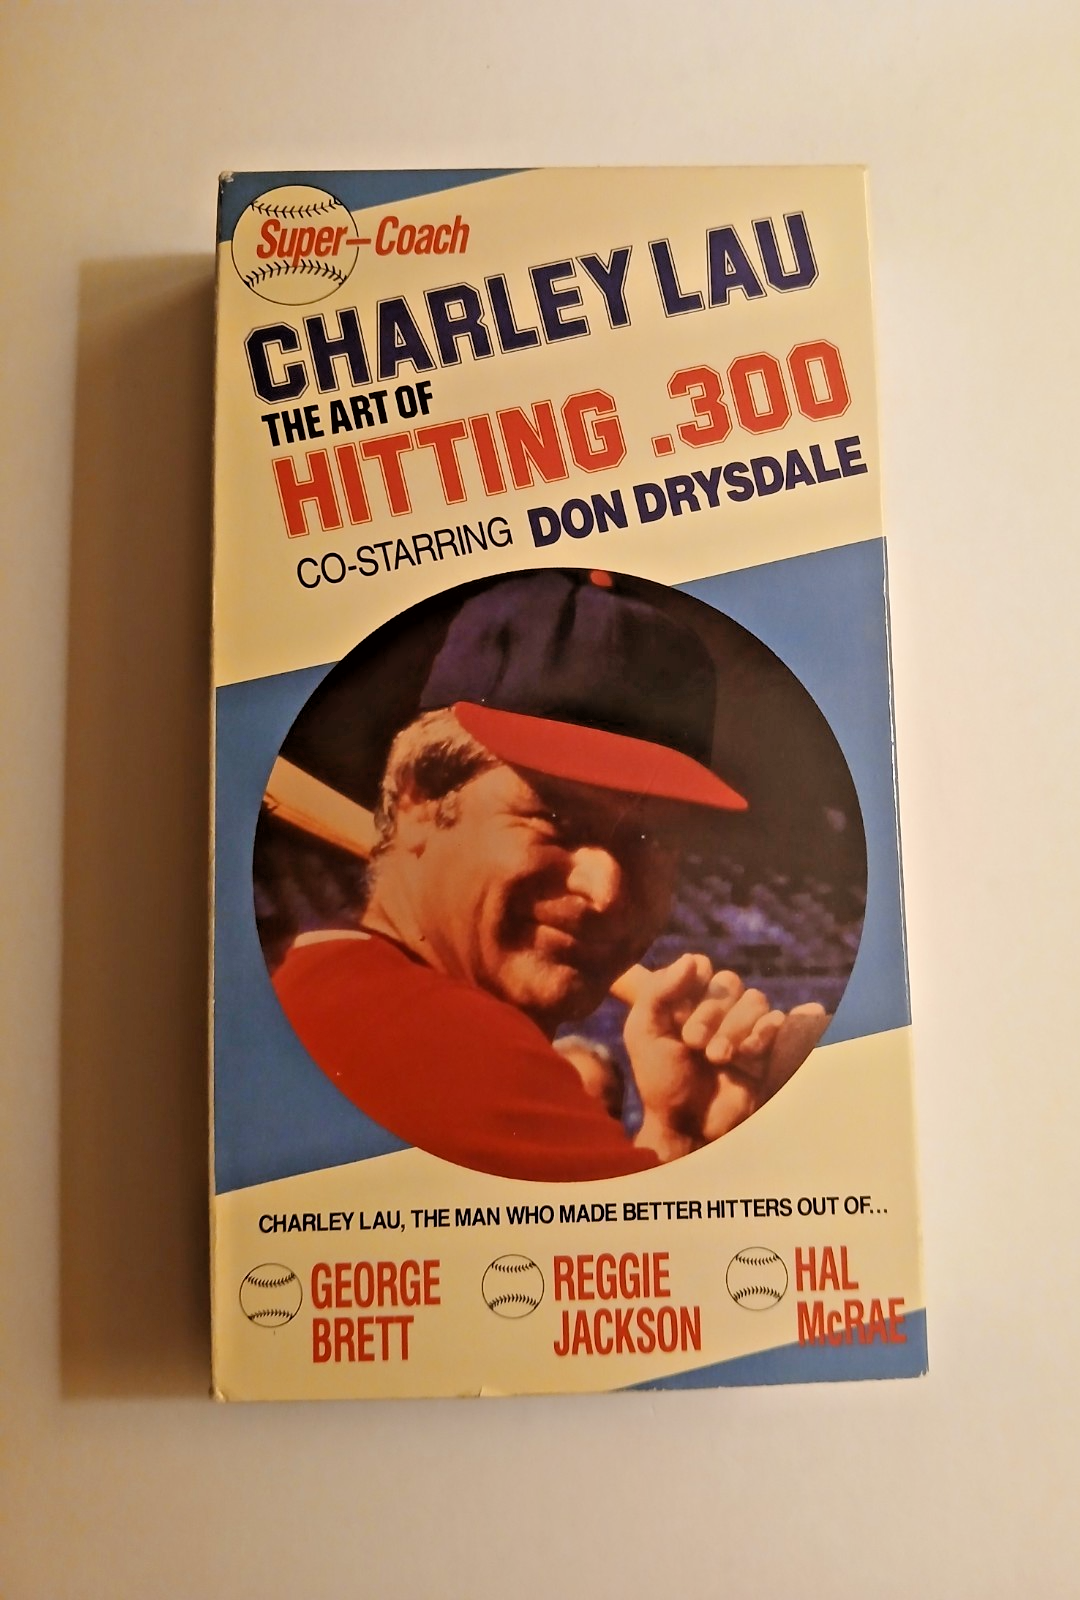 Super-Coach
CHARLEY LAU
THE ART OF
HITTING .300
CO-STARRING DON DRYSDALE
CHARLEY LAU, THE MAN WHO MADE BETTER HITTERS OUT OF...
GEORGE
BRETT
REGGIE
JACKSON
HAL
McRAE